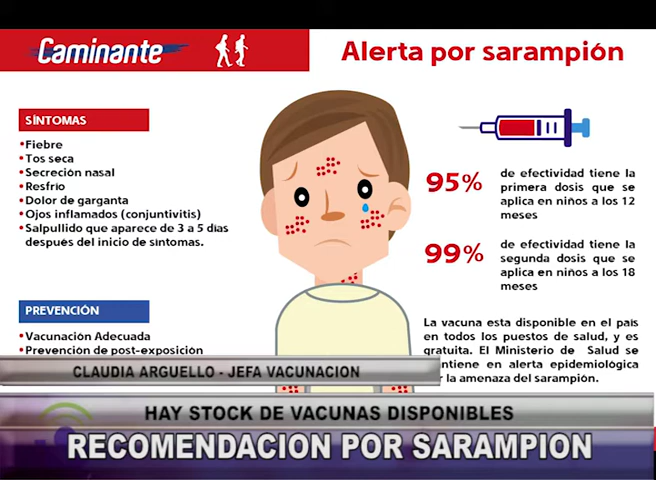 Caminante
Alerta por sarampión
SÍNTOMAS
•Fiebre
•Tos seca
•Secreción nasal
•Resfrío
•Dolor de garganta
•Ojos inflamados (conjuntivitis)
•Salpullido que aparece de 3 a 5 días
después del inicio de síntomas.
95%
de efectividad tiene la
primera dosis que se
aplica en niños a los 12
meses
99%
de efectividad tiene la
segunda dosis que se
aplica en niños a los 18
meses
PREVENCIÓN
•Vacunación Adecuada
•Prevención de post-exposición
La vacuna esta disponible en el país
en todos los puestos de salud, y es
gratuita. El Ministerio de Salud se
en alerta epidemiológica
la amenaza del sarampión.
CLAUDIA ARGUELLO - JEFA VACUNACION
HAY STOCK DE VACUNAS DISPONIBLES
RECOMENDACION POR SARAMPION